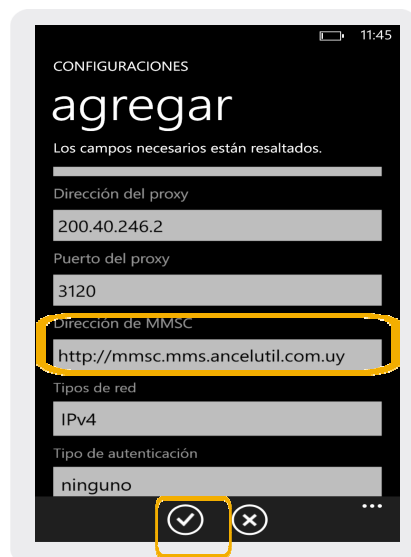 11:45
CONFIGURACIONES
agregar
Los campos necesarios están resaltados.
Dirección del proxy
200.40.246.2
Puerto del proxy
3120
Dirección de MMSC
http://mmsc.mms.ancelutil.com.uy
Tipos de red
IPv4
Tipo de autenticación
ninguno